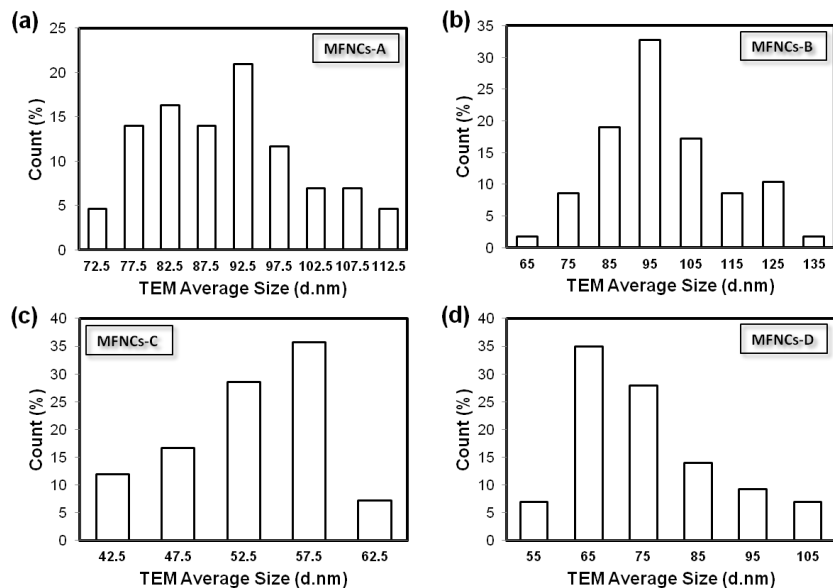 (a)
MFNCs-A
25
20
15
10
5
0
Count (%)
72.5 77.5 82.5 87.5 92.5 97.5 102.5 107.5 112.5
TEM Average Size (d.nm)
(b)
MFNCs-B
35
30
25
20
15
10
5
0
Count (%)
65 75 85 95 105 115 125 135
TEM Average Size (d.nm)
(c)
MFNCs-C
40
35
30
25
20
15
10
5
0
Count (%)
42.5 47.5 52.5 57.5 62.5
TEM Average Size (d.nm)
(d)
MFNCs-D
40
35
30
25
20
15
10
5
0
Count (%)
55 65 75 85 95 105
TEM Average Size (d.nm)